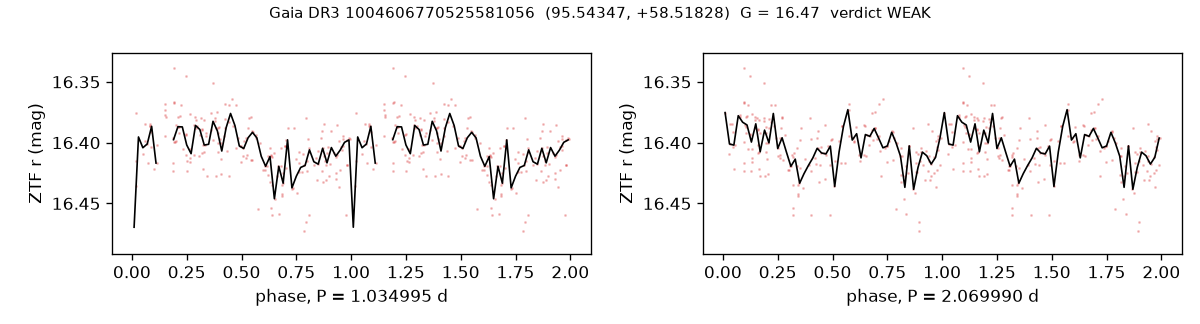 Gaia DR3 1004606770525581056  (95.54347, +58.51828)  G = 16.47  verdict WEAK
ZTF r (mag)
16.35
16.40
16.45
0.00 0.25 0.50 0.75 1.00 1.25 1.50 1.75 2.00
phase, P = 1.034995 d
ZTF r (mag)
16.35
16.40
16.45
0.00 0.25 0.50 0.75 1.00 1.25 1.50 1.75 2.00
phase, P = 2.069990 d